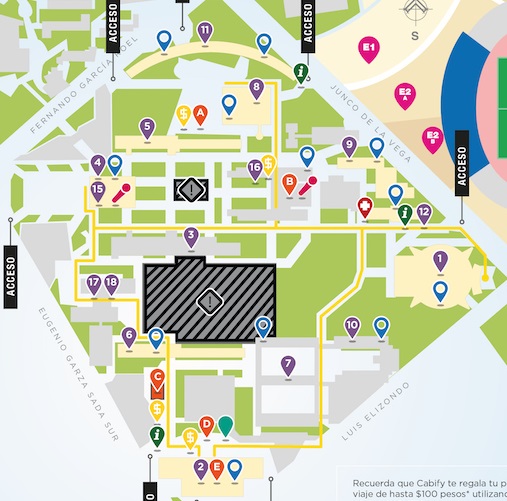 ACCESO
ACCESO
S
11
E1
FERNANDO GARCÍA ROEL
JUNCO DE LA VEGA
i
8
E2
A
$
A
5
E2
B
9
ACCESO
4
16
$
15
B
i
12
ACCESO
3
1
17
18
!
EUGENIO GARZA SADA SUR
6
10
7
C
$
LUIS ELIZONDO
i
$
D
2
E
Recuerda que Cabify te regala tu p
viaje de hasta $100 pesos* utilizand